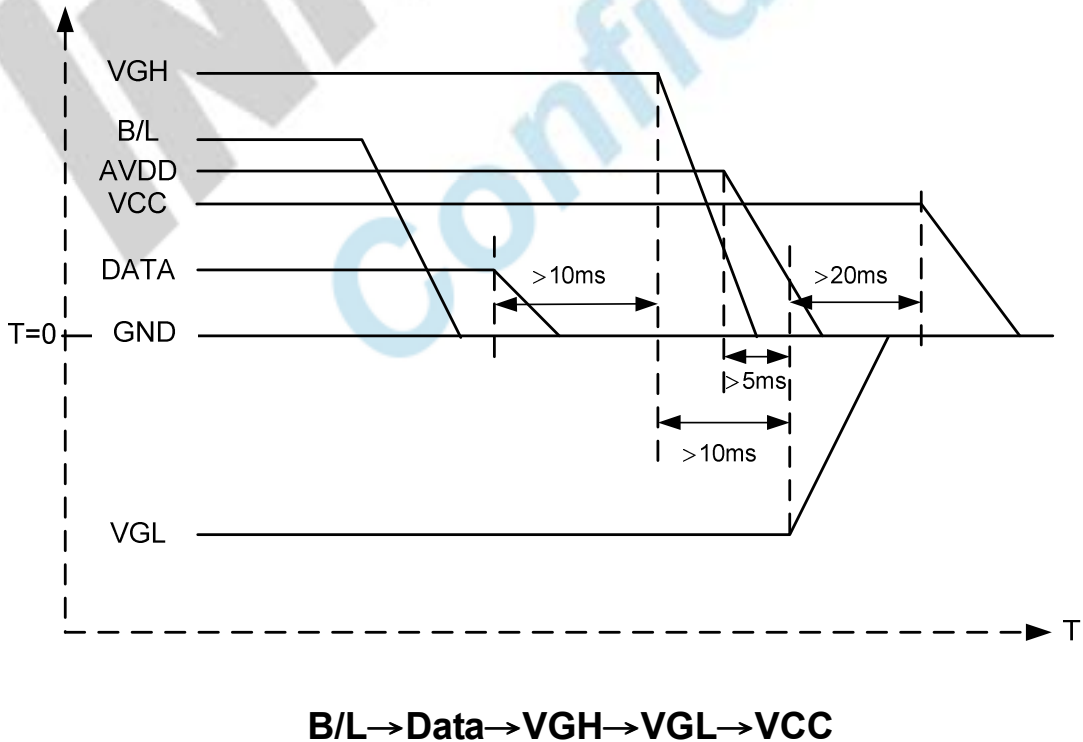 VGH
B/L
AVDD
VCC
DATA
>10ms
>20ms
T=0
GND
>5ms
>10ms
VGL
T
B/L→Data→VGH→VGL→VCC